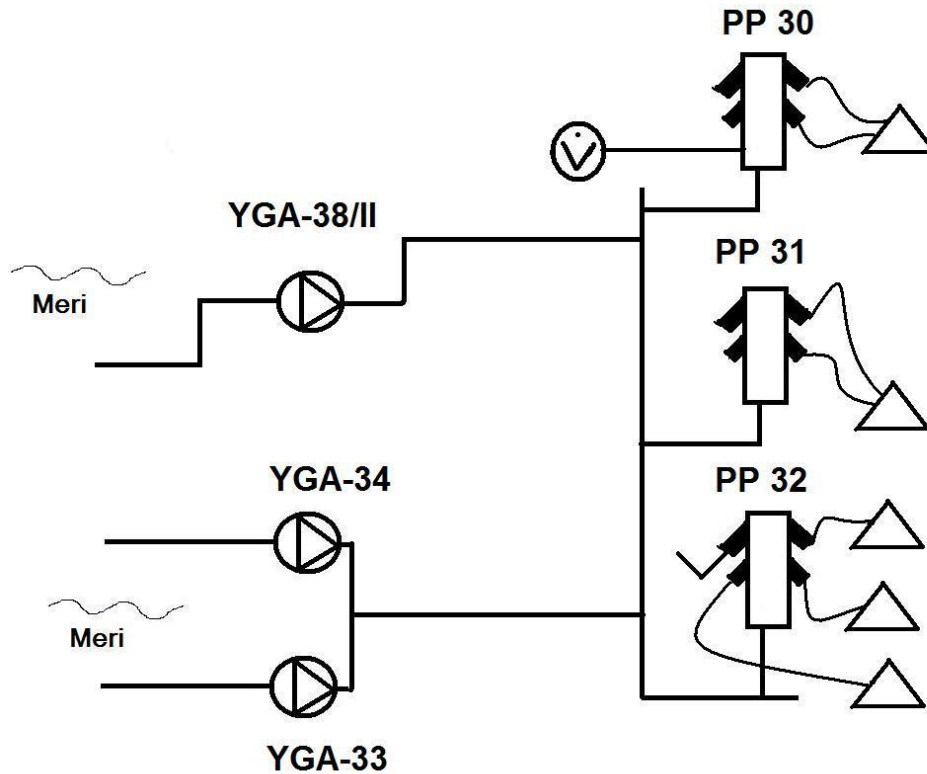 PP 30
YGA-38/II
PP 31
Meri
YGA-34
PP 32
Meri
YGA-33